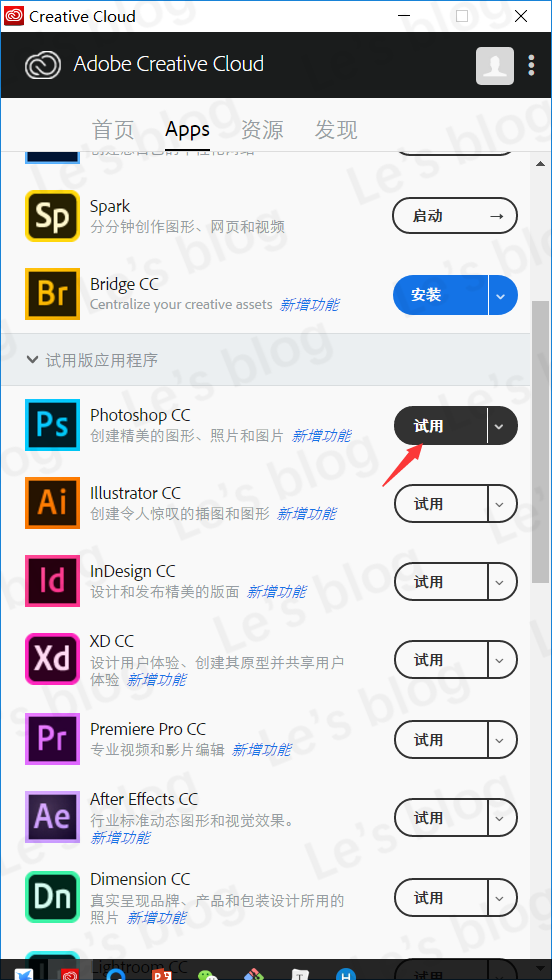 Creative Cloud
Adobe Creative Cloud
首页 Apps 资源 发现
Sp
Spark
分分钟创作图形、网页和视频
启动 →
Br
Bridge CC
Centralize your creative assets 新增功能
安装
试用版应用程序
Ps
Photoshop CC
创建精美的图形、照片和图片 新增功能
试用
Ai
Illustrator CC
创建令人惊叹的插图和图形 新增功能
试用
Id
InDesign CC
设计和发布精美的版面 新增功能
试用
Xd
XD CC
设计用户体验、创建其原型并共享用户
体验 新增功能
试用
Pr
Premiere Pro CC
专业视频和影片编辑 新增功能
试用
Ae
After Effects CC
行业标准动态图形和视觉效果。
新增功能
试用
Dn
Dimension CC
真实呈现品牌、产品和包装设计所用的
照片 新增功能
试用
Lightroom CC
试用
Le's blog